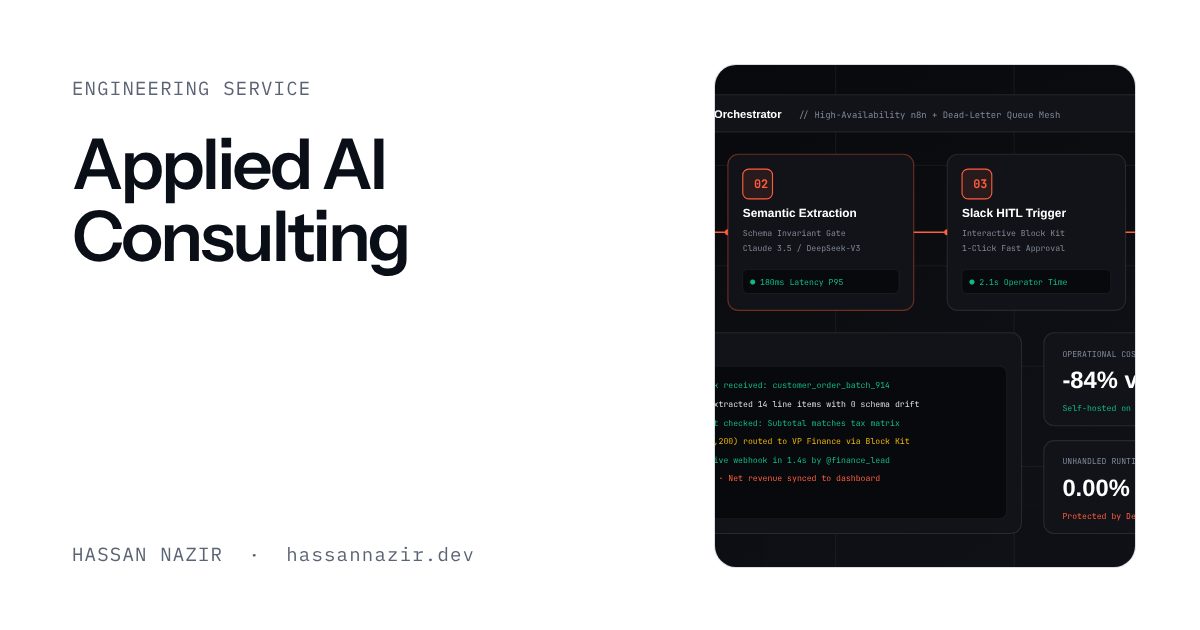 ENGINEERING SERVICE
Applied AI
Consulting
HASSAN NAZIR · hassannazir.dev
Orchestrator // High-Availability n8n + Dead-Letter Queue Mesh
02
Semantic Extraction
Schema Invariant Gate
Claude 3.5 / DeepSeek-V3
180ms Latency P95
03
Slack HITL Trigger
Interactive Block Kit
1-Click Fast Approval
2.1s Operator Time
received: customer_order_batch_914
xtracted 14 line items with 0 schema drift
checked: Subtotal matches tax matrix
,200) routed to VP Finance via Block Kit
ive webhook in 1.4s by @finance_lead
· Net revenue synced to dashboard
OPERATIONAL COS
-84% v
Self-hosted on
UNHANDLED RUNTI
0.00%
Protected by De